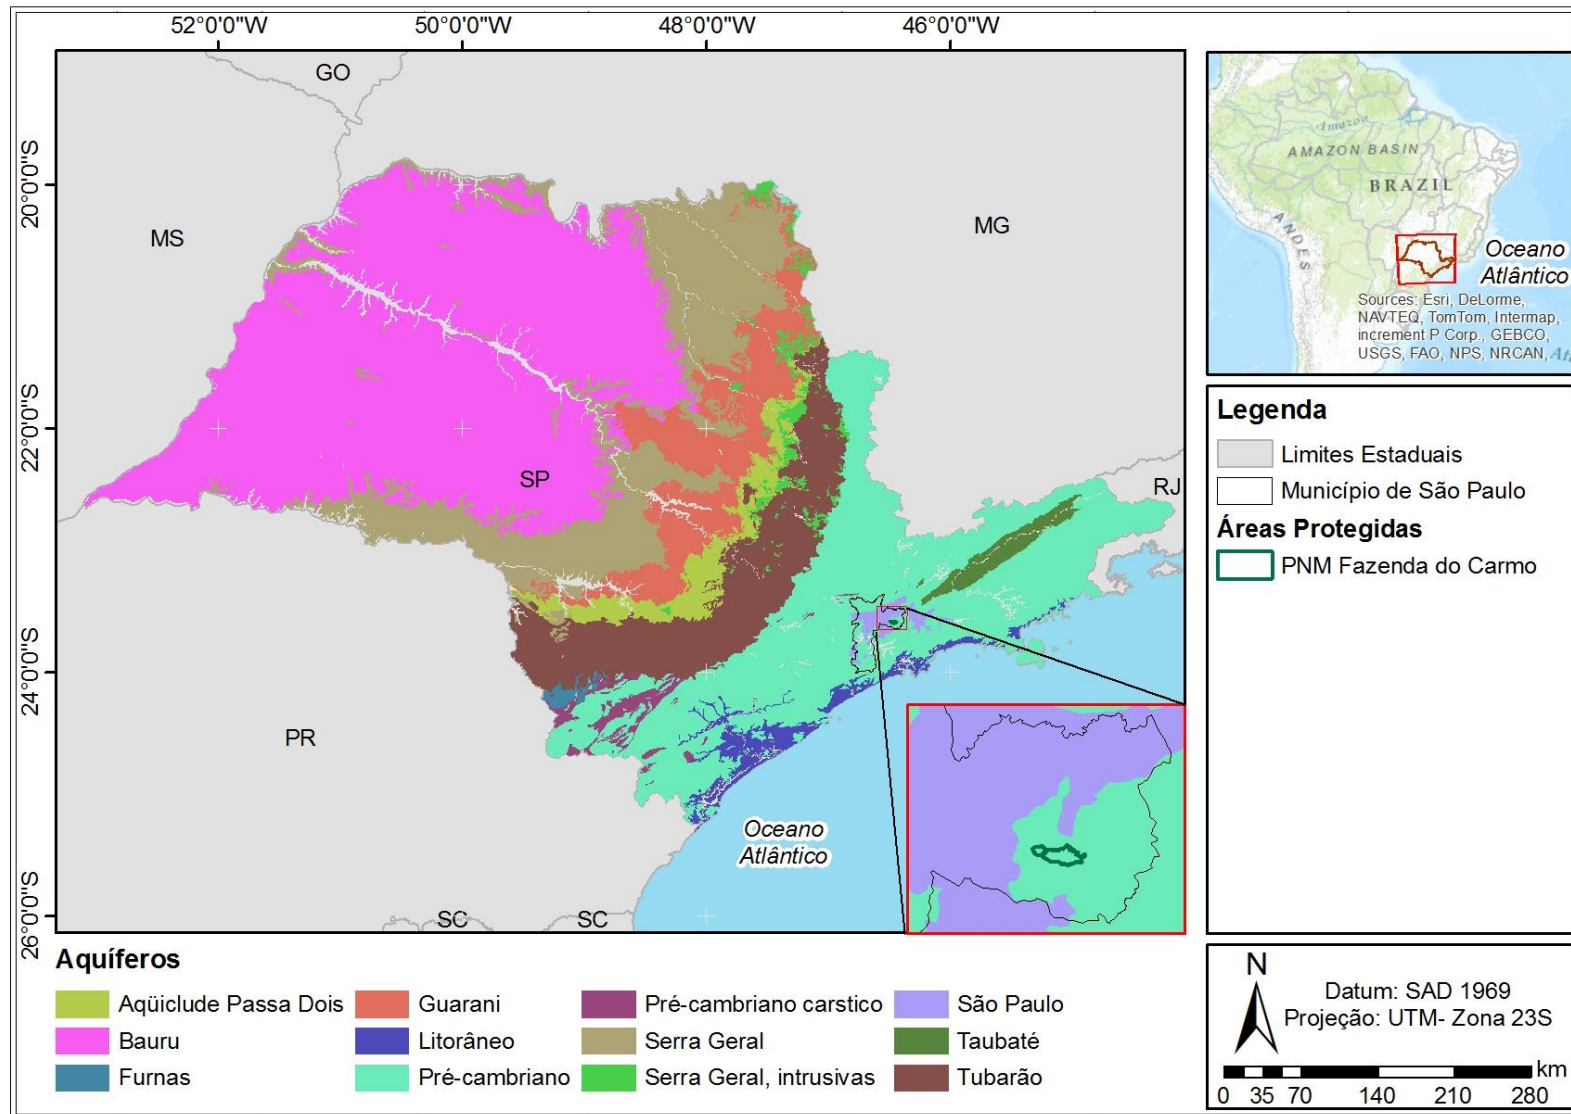 52°0'0"W
50°0'0"W
48°0'0"W
46°0'0"W
20°0'0"S
22°0'0"S
24°0'0"S
26°0'0"S
GO
MS
MG
SP
RJ
PR
SC
SC
Oceano
Atlântico
Amazon
AMAZON BASIN
BRAZIL
ANDES
Oceano
Atlântico
Sources: Esri, DeLorme,
NAVTEQ, TomTom, Intermap,
increment P Corp., GEBCO,
USGS, FAO, NPS, NRCAN,
Legenda
Limites Estaduais
Município de São Paulo
Áreas Protegidas
PNM Fazenda do Carmo
Aquíferos
Aqüiclude Passa Dois
Bauru
Furnas
Guarani
Litorâneo
Pré-cambriano
Pré-cambriano carstico
Serra Geral
Serra Geral, intrusivas
São Paulo
Taubaté
Tubarão
N
Datum: SAD 1969
Projeção: UTM- Zona 23S
km
0 35 70 140 210 280